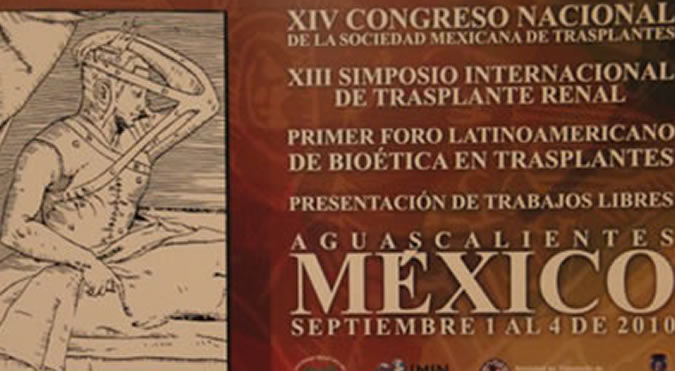 XIV CONGRESO NACIONAL
DE LA SOCIEDAD MEXICANA DE TRASPLANTES
XIII SIMPOSIO INTERNACIONAL
DE TRASPLANTE RENAL
PRIMER FORO LATINOAMERICANO
DE BIOÉTICA EN TRASPLANTES
PRESENTACIÓN DE TRABAJOS LIBRES
AGUASCALIENTES
MÉXICO
SEPTIEMBRE 1 AL 4 DE 2010